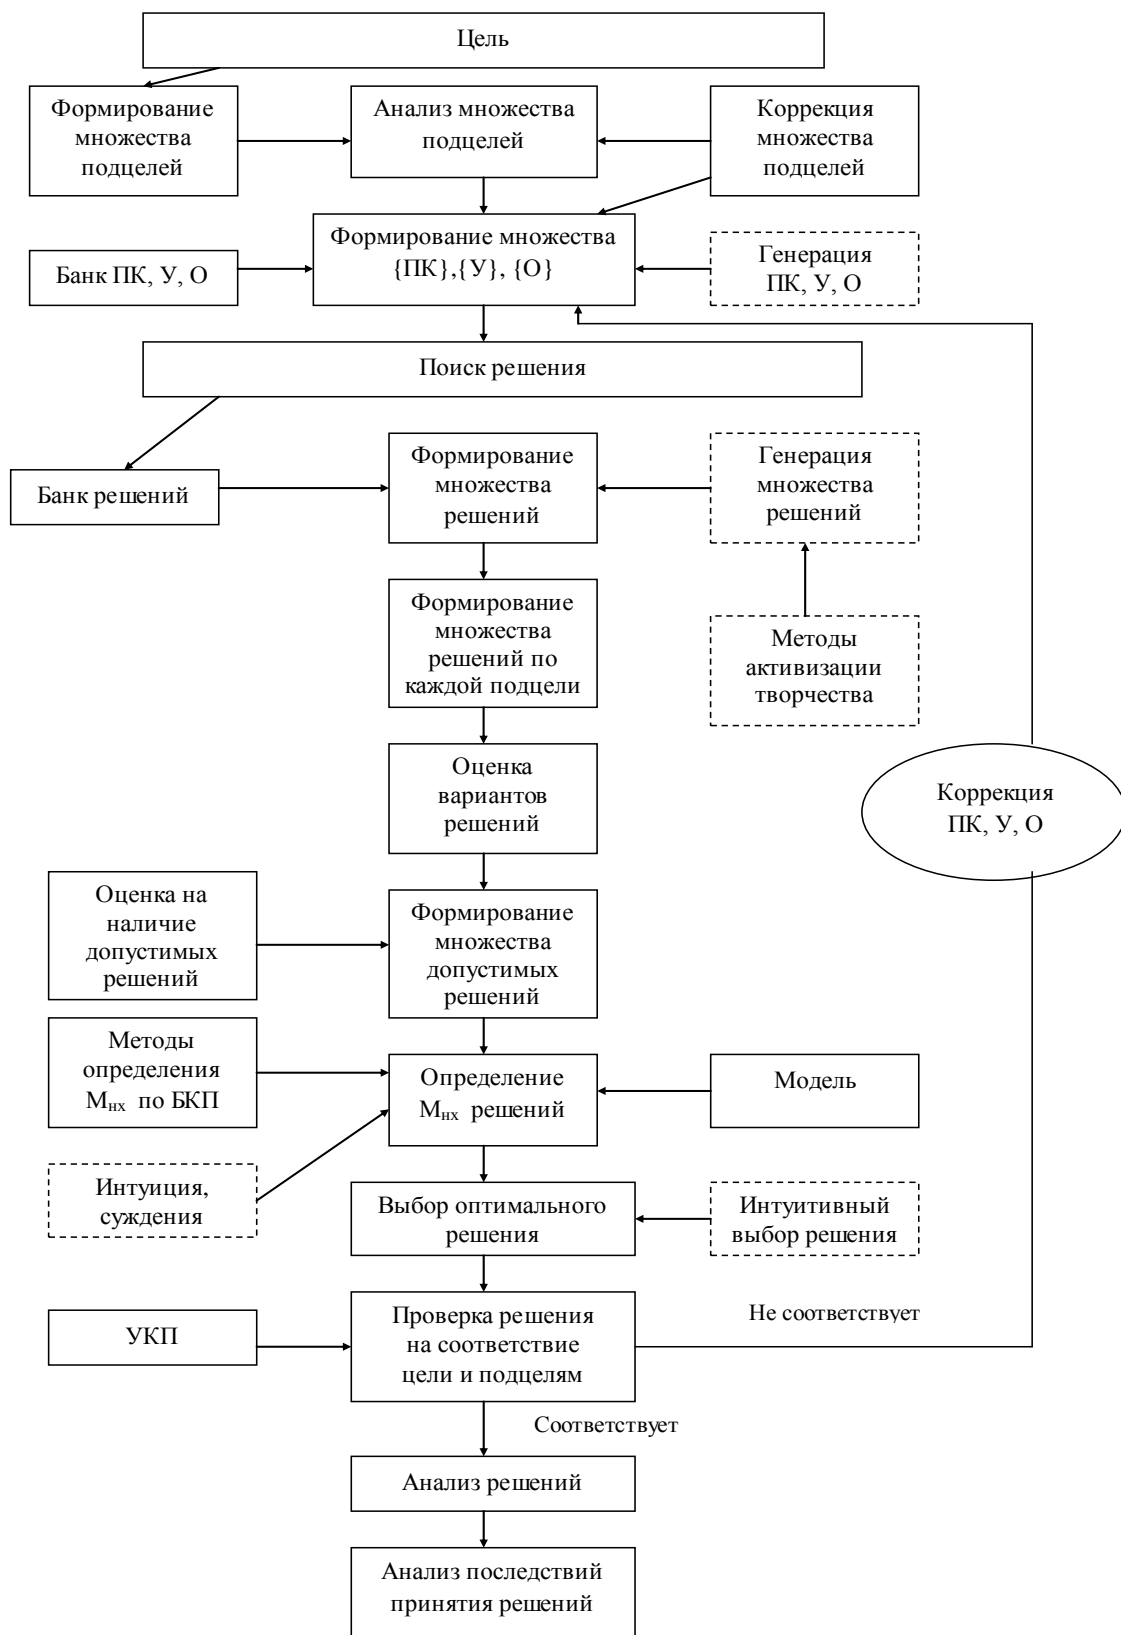 Цель
Формирование
множества
подцелей
Анализ множества
подцелей
Коррекция
множества
подцелей
Банк ПК, У, О
Формирование множества
{ПК},{У}, {О}
Генерация
ПК, У, О
Поиск решения
Банк решений
Формирование
множества
решений
Генерация
множества
решений
Формирование
множества
решений по
каждой подцели
Методы
активизации
творчества
Оценка
вариантов
решений
Коррекция
ПК, У, О
Оценка на
наличие
допустимых
решений
Формирование
множества
допустимых
решений
Методы
определения
Мнх по БКП
Определение
Мнх решений
Модель
Интуиция,
суждения
Выбор оптимального
решения
Интуитивный
выбор решения
УКП
Проверка решения
на соответствие
цели и подцелям
Не соответствует
Соответствует
Анализ решений
Анализ последствий
принятия решений